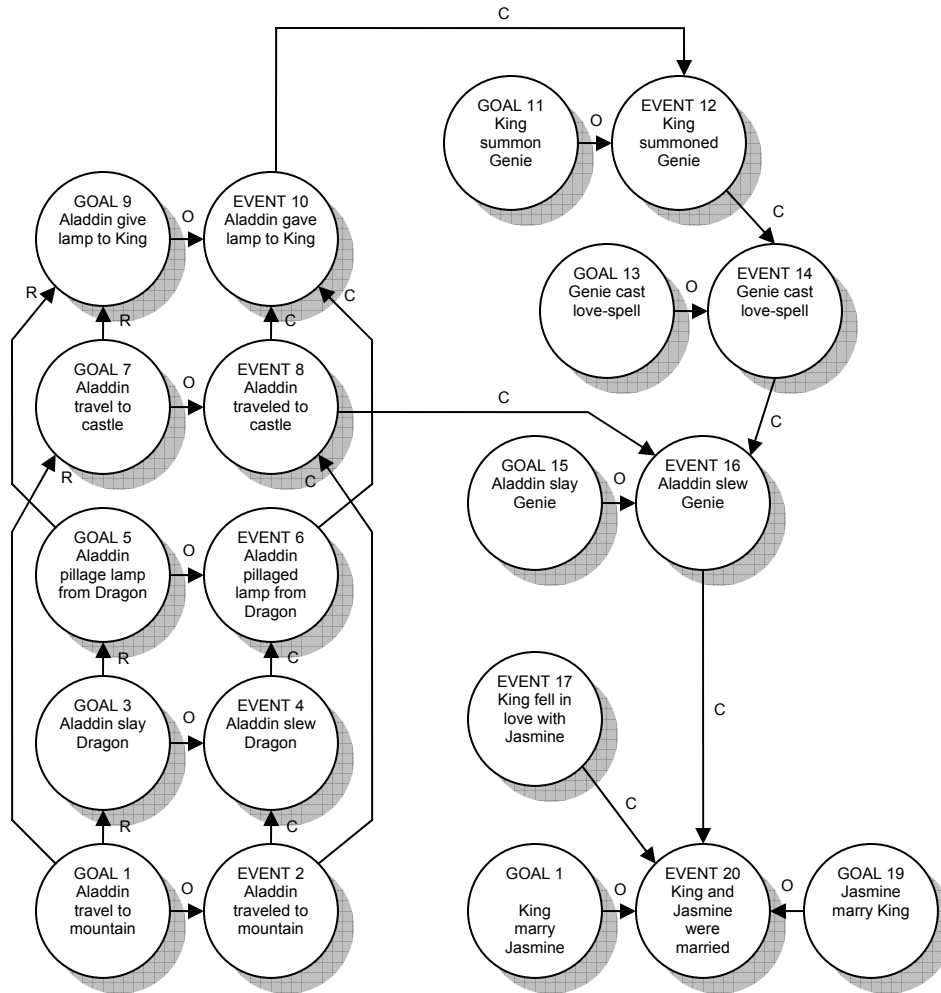 C
GOAL 11
King
summon
Genie
O
EVENT 12
King
summoned
Genie
GOAL 9
Aladdin give
lamp to King
O
EVENT 10
Aladdin gave
lamp to King
C
GOAL 13
Genie cast
love-spell
O
EVENT 14
Genie cast
love-spell
R
C
R
C
GOAL 7
Aladdin
travel to
castle
O
EVENT 8
Aladdin
traveled to
castle
C
C
GOAL 15
Aladdin slay
Genie
O
EVENT 16
Aladdin slew
Genie
R
C
GOAL 5
Aladdin
pillage lamp
from Dragon
O
EVENT 6
Aladdin
pillaged
lamp from
Dragon
R
C
GOAL 3
Aladdin slay
Dragon
O
EVENT 4
Aladdin slew
Dragon
EVENT 17
King fell in
love with
Jasmine
C
C
R
C
GOAL 1
Aladdin
travel to
mountain
O
EVENT 2
Aladdin
traveled to
mountain
GOAL 1
King
marry
Jasmine
O
EVENT 20
King and
Jasmine
were
married
O
GOAL 19
Jasmine
marry King